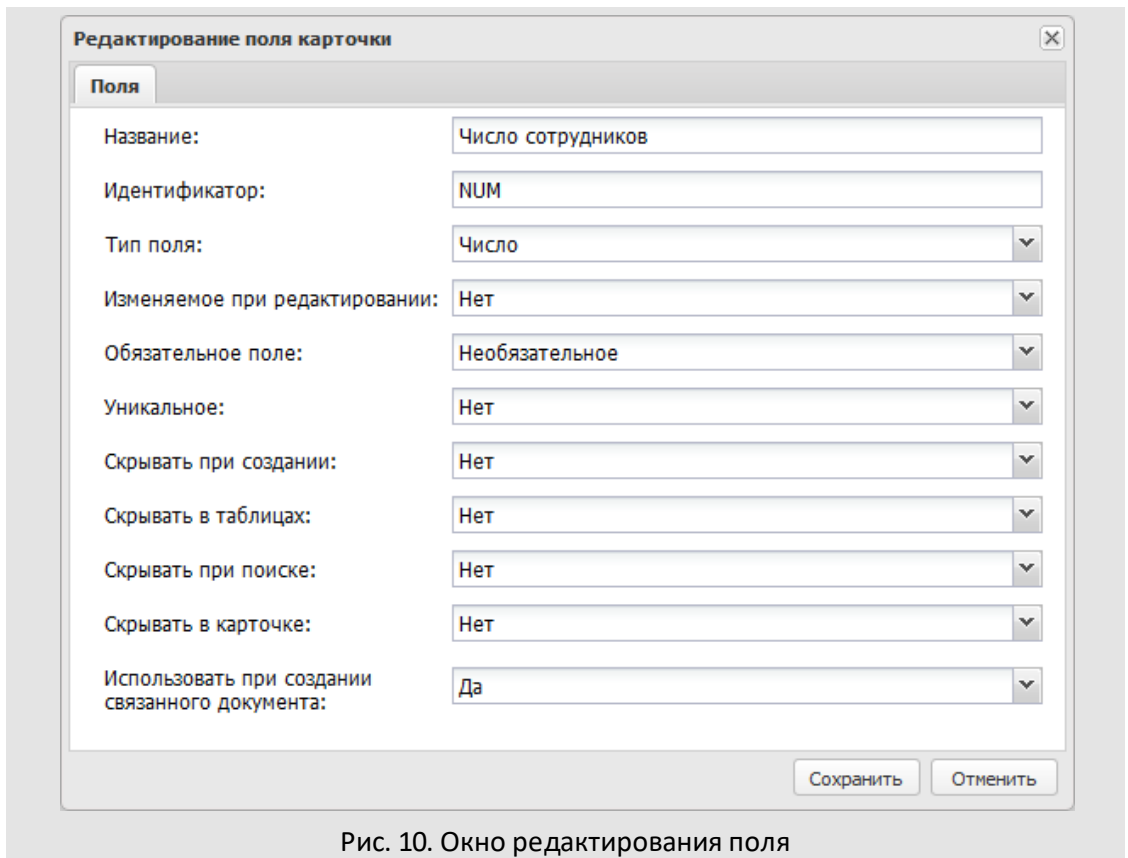 Редактирование поля карточки
Поля
Название: Число сотрудников
Идентификатор: NUM
Тип поля: Число
Изменяемое при редактировании: Нет
Обязательное поле: Необязательное
Уникальное: Нет
Скрывать при создании: Нет
Скрывать в таблицах: Нет
Скрывать при поиске: Нет
Скрывать в карточке: Нет
Использовать при создании
связанного документа: Да
Сохранить Отменить
Рис. 10. Окно редактирования поля